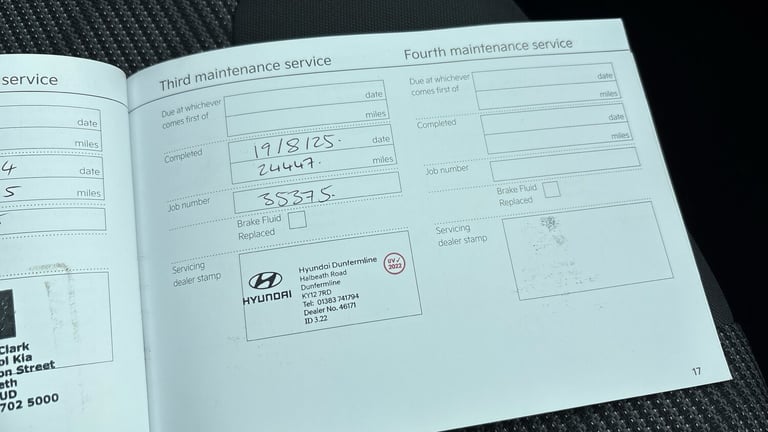 service
date
miles
4 date
5 miles
Clark
ol Kia
on Street
eth
UD
702 5000
Third maintenance service
Due at whichever
comes first of
date
miles
Completed
19/8/25. date
24447. miles
Job number
35375.
Brake Fluid
Replaced
Servicing
dealer stamp
HYUNDAI
Hyundai Dunfermline
Halbeath Road
Dunfermline
KY12 7RD
Tel: 01383 741794
Dealer No. 46171
ID 3.22
UV✓
2022
Fourth maintenance service
Due at whichever
comes first of
date
miles
Completed
date
miles
Job number
Brake Fluid
Replaced
Servicing
dealer stamp
17